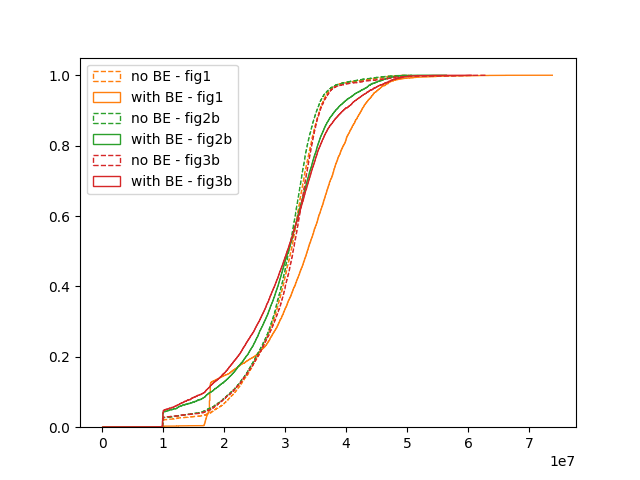 1.0
0.8
0.6
0.4
0.2
0.0
no BE - fig1
with BE - fig1
no BE - fig2b
with BE - fig2b
no BE - fig3b
with BE - fig3b
0 1 2 3 4 5 6 7
1e7